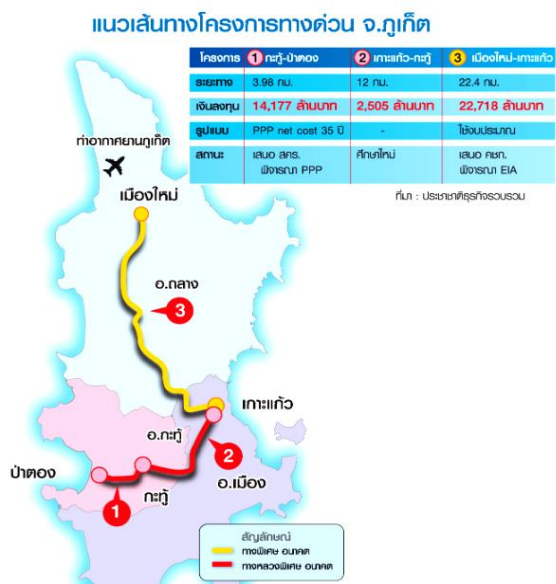 แนวเส้นทางโครงการทางด่วน จ.ภูเก็ต
โครงการ 1 กะทู้-ป่าตอง 2 เกาะแก้ว-กะทู้ 3 เมืองใหม่-เกาะแก้ว
ระยะทาง 3.98 กม. 12 กม. 22.4 กม.
เงินลงทุน 14,177 ล้านบาท 2,505 ล้านบาท 22,718 ล้านบาท
รูปแบบ PPP net cost 35 ปี - ใช้งบประมาณ
สถานะ เสนอ สคร. ศึกษาใหม่ เสนอ คชก.
พิจารณา PPP พิจารณา EIA
ที่มา : ประชาชาติธุรกิจรวบรวม
ท่าอากาศยานภูเก็ต
เมืองใหม่
อ.ถลาง
3
เกาะแก้ว
อ.กะทู้
2
ป่าตอง
กะทู้
อ.เมือง
1
สัญลักษณ์
ทางพิเศษ อนาคต
ทางหลวงพิเศษ อนาคต